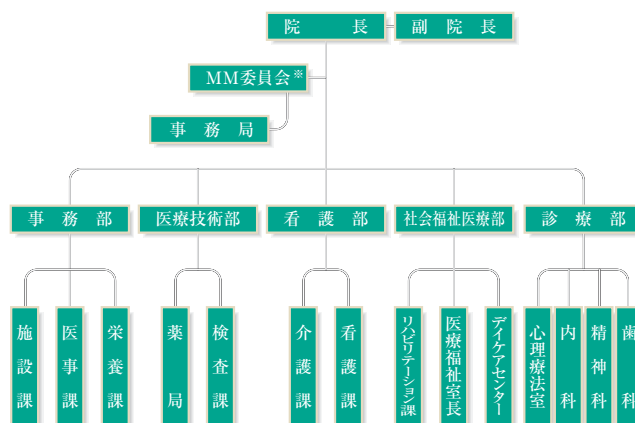 院長
副院長
MM委員会※
事務局
事務部
医療技術部
看護部
社会福祉医療部
診療部
施設課
医事課
栄養課
薬局
検査課
介護課
看護課
リハビリテーション課
医療福祉室長
デイケアセンター
心理療法室
内科
精神科
歯科